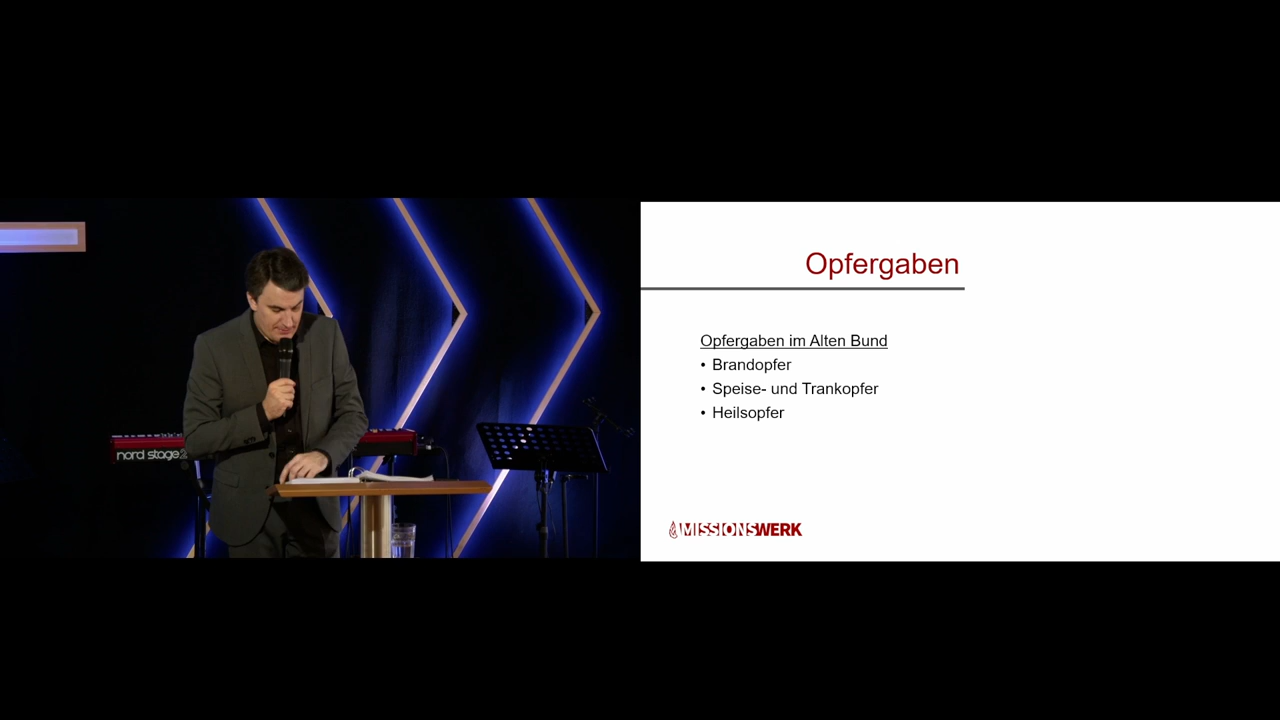 nord stage 2
Opfergaben
Opfergaben im Alten Bund
• Brandopfer
• Speise- und Trankopfer
• Heilsopfer
MISSIONSWERK